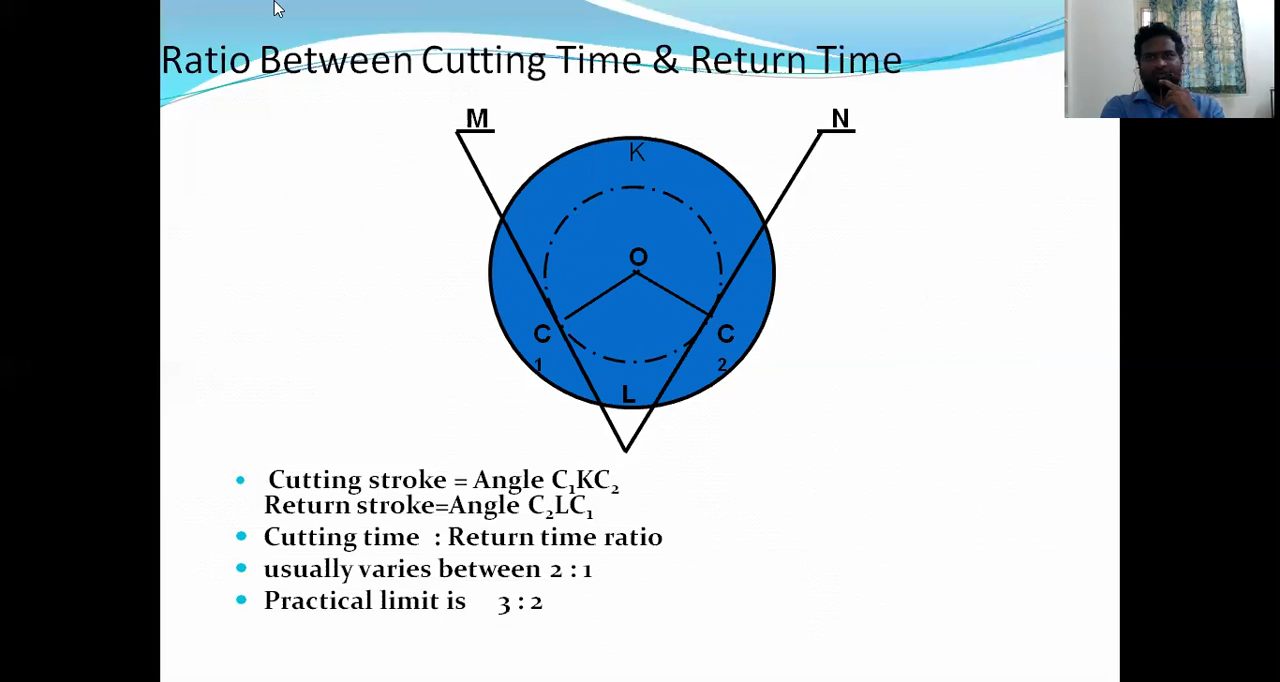 Ratio Between Cutting Time & Return Time
M
N
K
O
C
1
C
2
L
Cutting stroke = Angle C₁KC₂
Return stroke=Angle C₂LC₁
Cutting time : Return time ratio
usually varies between 2 : 1
Practical limit is 3 : 2